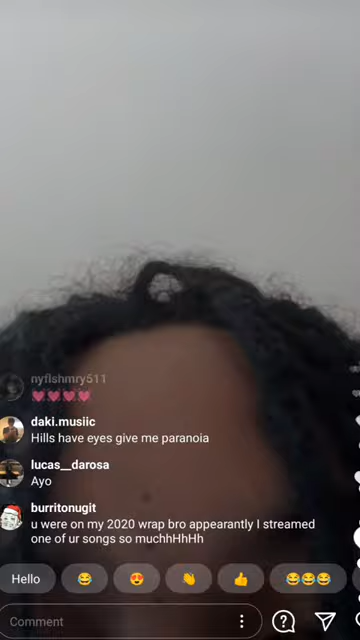 nyflshmry511
💗💗💗💗
daki.musiic
Hills have eyes give me paranoia
lucas__darosa
Ayo
burritonugit
u were on my 2020 wrap bro appearantly I streamed
one of ur songs so muchhHhHh
Hello 😂 😍 👏 👍 😂😂😂
Comment